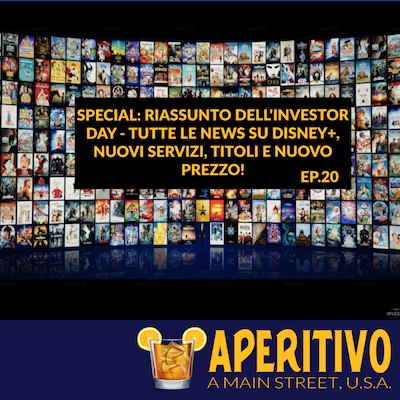 SPECIAL: RIASSUNTO DELL'INVESTOR
DAY - TUTTE LE NEWS SU DISNEY+,
NUOVI SERVIZI, TITOLI E NUOVO
PREZZO!
EP.20
APERITIVO
A MAIN STREET, U.S.A.